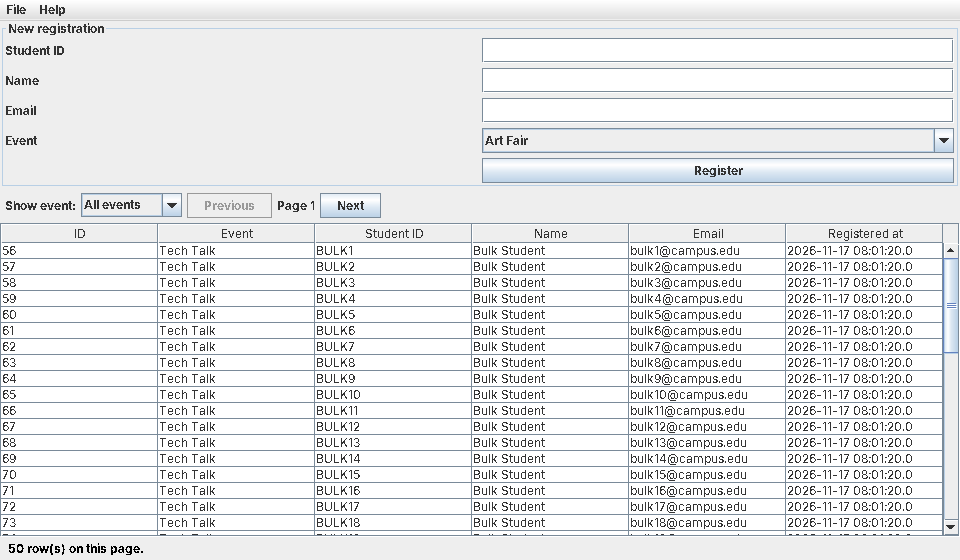 File Help
New registration
Student ID
Name
Email
Event Art Fair
Register
Show event: All events Previous Page 1 Next
ID Event Student ID Name Email Registered at
56 Tech Talk BULK1 Bulk Student bulk1@campus.edu 2026-11-17 08:01:20.0
57 Tech Talk BULK2 Bulk Student bulk2@campus.edu 2026-11-17 08:01:20.0
58 Tech Talk BULK3 Bulk Student bulk3@campus.edu 2026-11-17 08:01:20.0
59 Tech Talk BULK4 Bulk Student bulk4@campus.edu 2026-11-17 08:01:20.0
60 Tech Talk BULK5 Bulk Student bulk5@campus.edu 2026-11-17 08:01:20.0
61 Tech Talk BULK6 Bulk Student bulk6@campus.edu 2026-11-17 08:01:20.0
62 Tech Talk BULK7 Bulk Student bulk7@campus.edu 2026-11-17 08:01:20.0
63 Tech Talk BULK8 Bulk Student bulk8@campus.edu 2026-11-17 08:01:20.0
64 Tech Talk BULK9 Bulk Student bulk9@campus.edu 2026-11-17 08:01:20.0
65 Tech Talk BULK10 Bulk Student bulk10@campus.edu 2026-11-17 08:01:20.0
66 Tech Talk BULK11 Bulk Student bulk11@campus.edu 2026-11-17 08:01:20.0
67 Tech Talk BULK12 Bulk Student bulk12@campus.edu 2026-11-17 08:01:20.0
68 Tech Talk BULK13 Bulk Student bulk13@campus.edu 2026-11-17 08:01:20.0
69 Tech Talk BULK14 Bulk Student bulk14@campus.edu 2026-11-17 08:01:20.0
70 Tech Talk BULK15 Bulk Student bulk15@campus.edu 2026-11-17 08:01:20.0
71 Tech Talk BULK16 Bulk Student bulk16@campus.edu 2026-11-17 08:01:20.0
72 Tech Talk BULK17 Bulk Student bulk17@campus.edu 2026-11-17 08:01:20.0
73 Tech Talk BULK18 Bulk Student bulk18@campus.edu 2026-11-17 08:01:20.0
50 row(s) on this page.